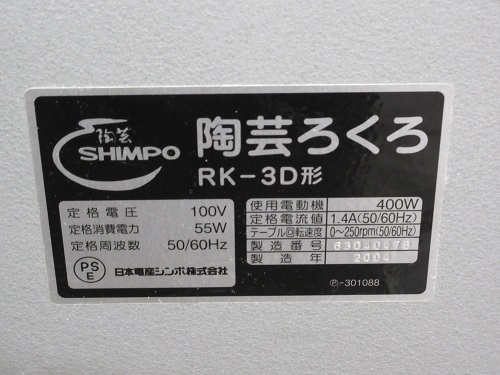 陶芸
SHIMPO
陶芸ろくろ
RK-3D形
定格電圧 100V
定格消費電力 55W
定格周波数 50/60Hz
使用電動機 400W
定格電流値 1.4A(50/60Hz)
テーブル回転速度 0~250rpm(50/60Hz)
製造番号
製造年 2004
PS
E
日本電産シンポ株式会社
Ⓟ-301088